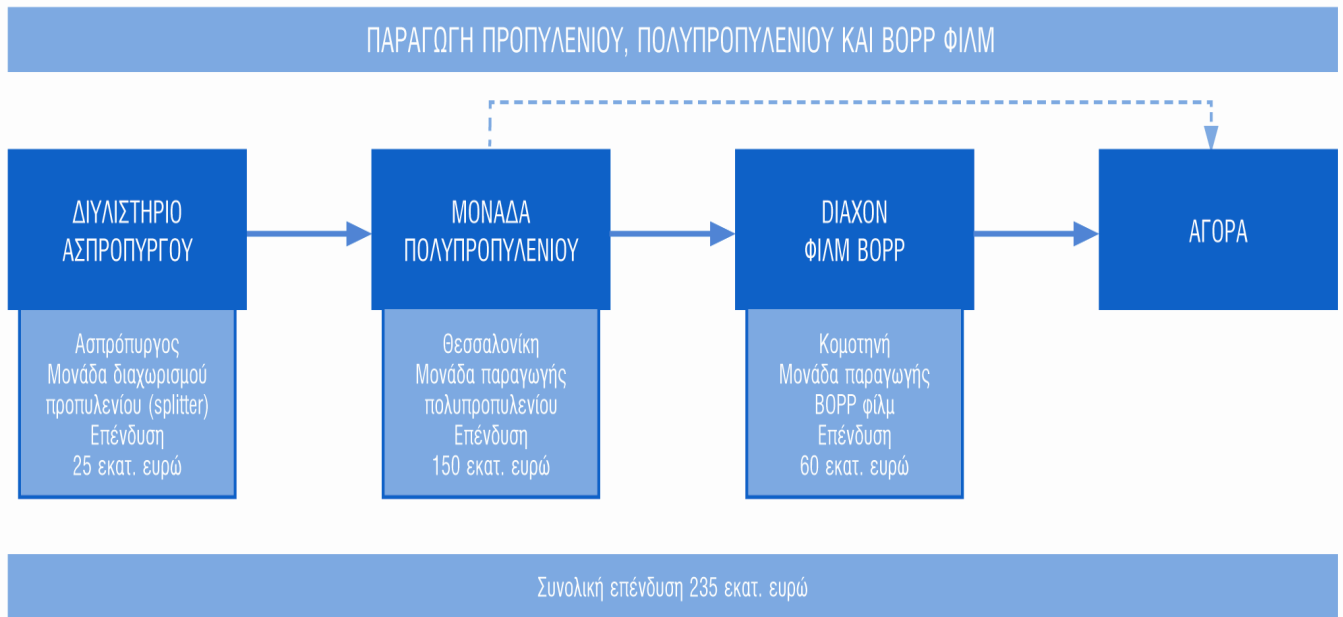 ΠΑΡΑΓΩΓΗ ΠΡΟΠΥΛΕΝΙΟΥ, ΠΟΛΥΠΡΟΠΥΛΕΝΙΟΥ ΚΑΙ BOPP ΦΙΛΜ
ΔΙΥΛΙΣΤΗΡΙΟ
ΑΣΠΡΟΠΥΡΓΟΥ
Ασπρόπυργος
Μονάδα διαχωρισμού
προπυλενίου (splitter)
Επένδυση
25 εκατ. ευρώ
ΜΟΝΑΔΑ
ΠΟΛΥΠΡΟΠΥΛΕΝΙΟΥ
Θεσσαλονίκη
Μονάδα παραγωγής
πολυπροπυλενίου
Επένδυση
150 εκατ. ευρώ
DIAXON
ΦΙΛΜ BOPP
Κομοτηνή
Μονάδα παραγωγής
BOPP φίλμ
Επένδυση
60 εκατ. ευρώ
ΑΓΟΡΑ
Συνολική επένδυση 235 εκατ. ευρώ